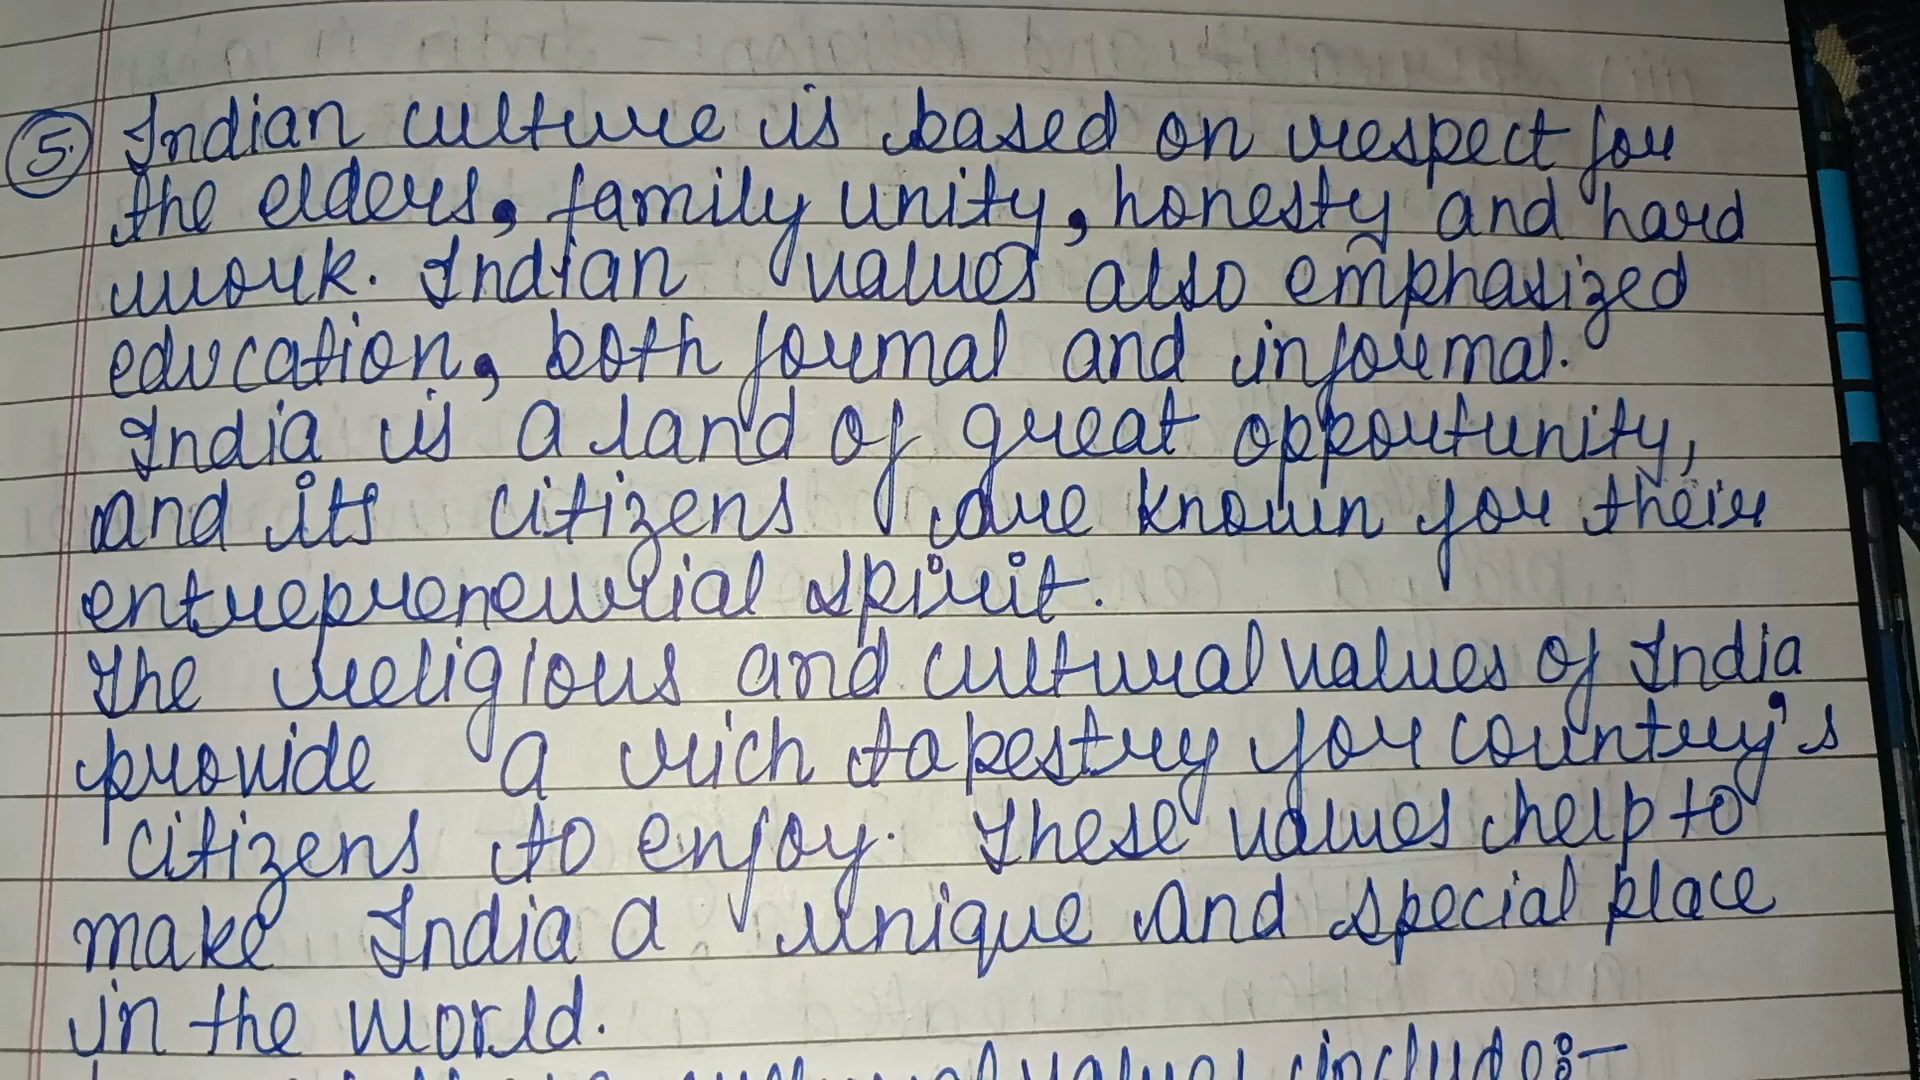 5. Indian culture is based on respect for
the elders, family unity, honesty and hard
work. Indian values also emphasized
education, both formal and informal.
India is a land of great opportunity,
and its citizens are known for their
entrepreneurial spirit.
The religious and cultural values of India
provide a rich tapestry for country's
citizens to enjoy. These values help to
make India a unique and special place
in the world.
cultural values include:-